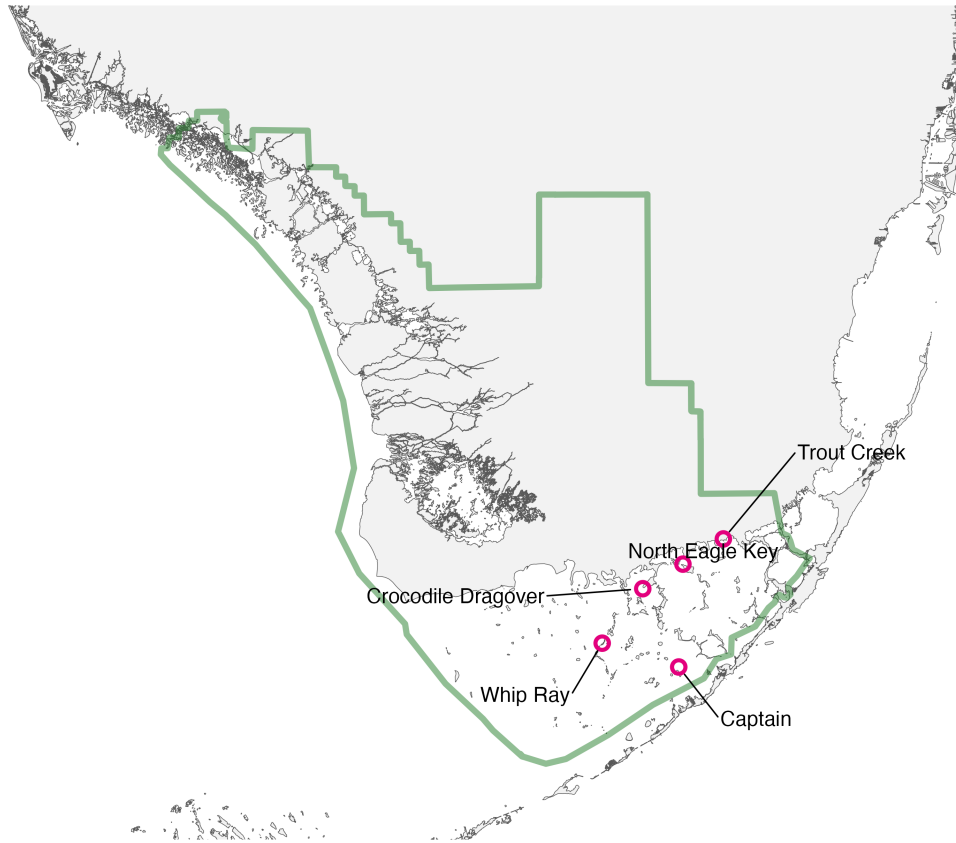 Trout Creek
North Eagle Key
Crocodile Dragover
Whip Ray
Captain